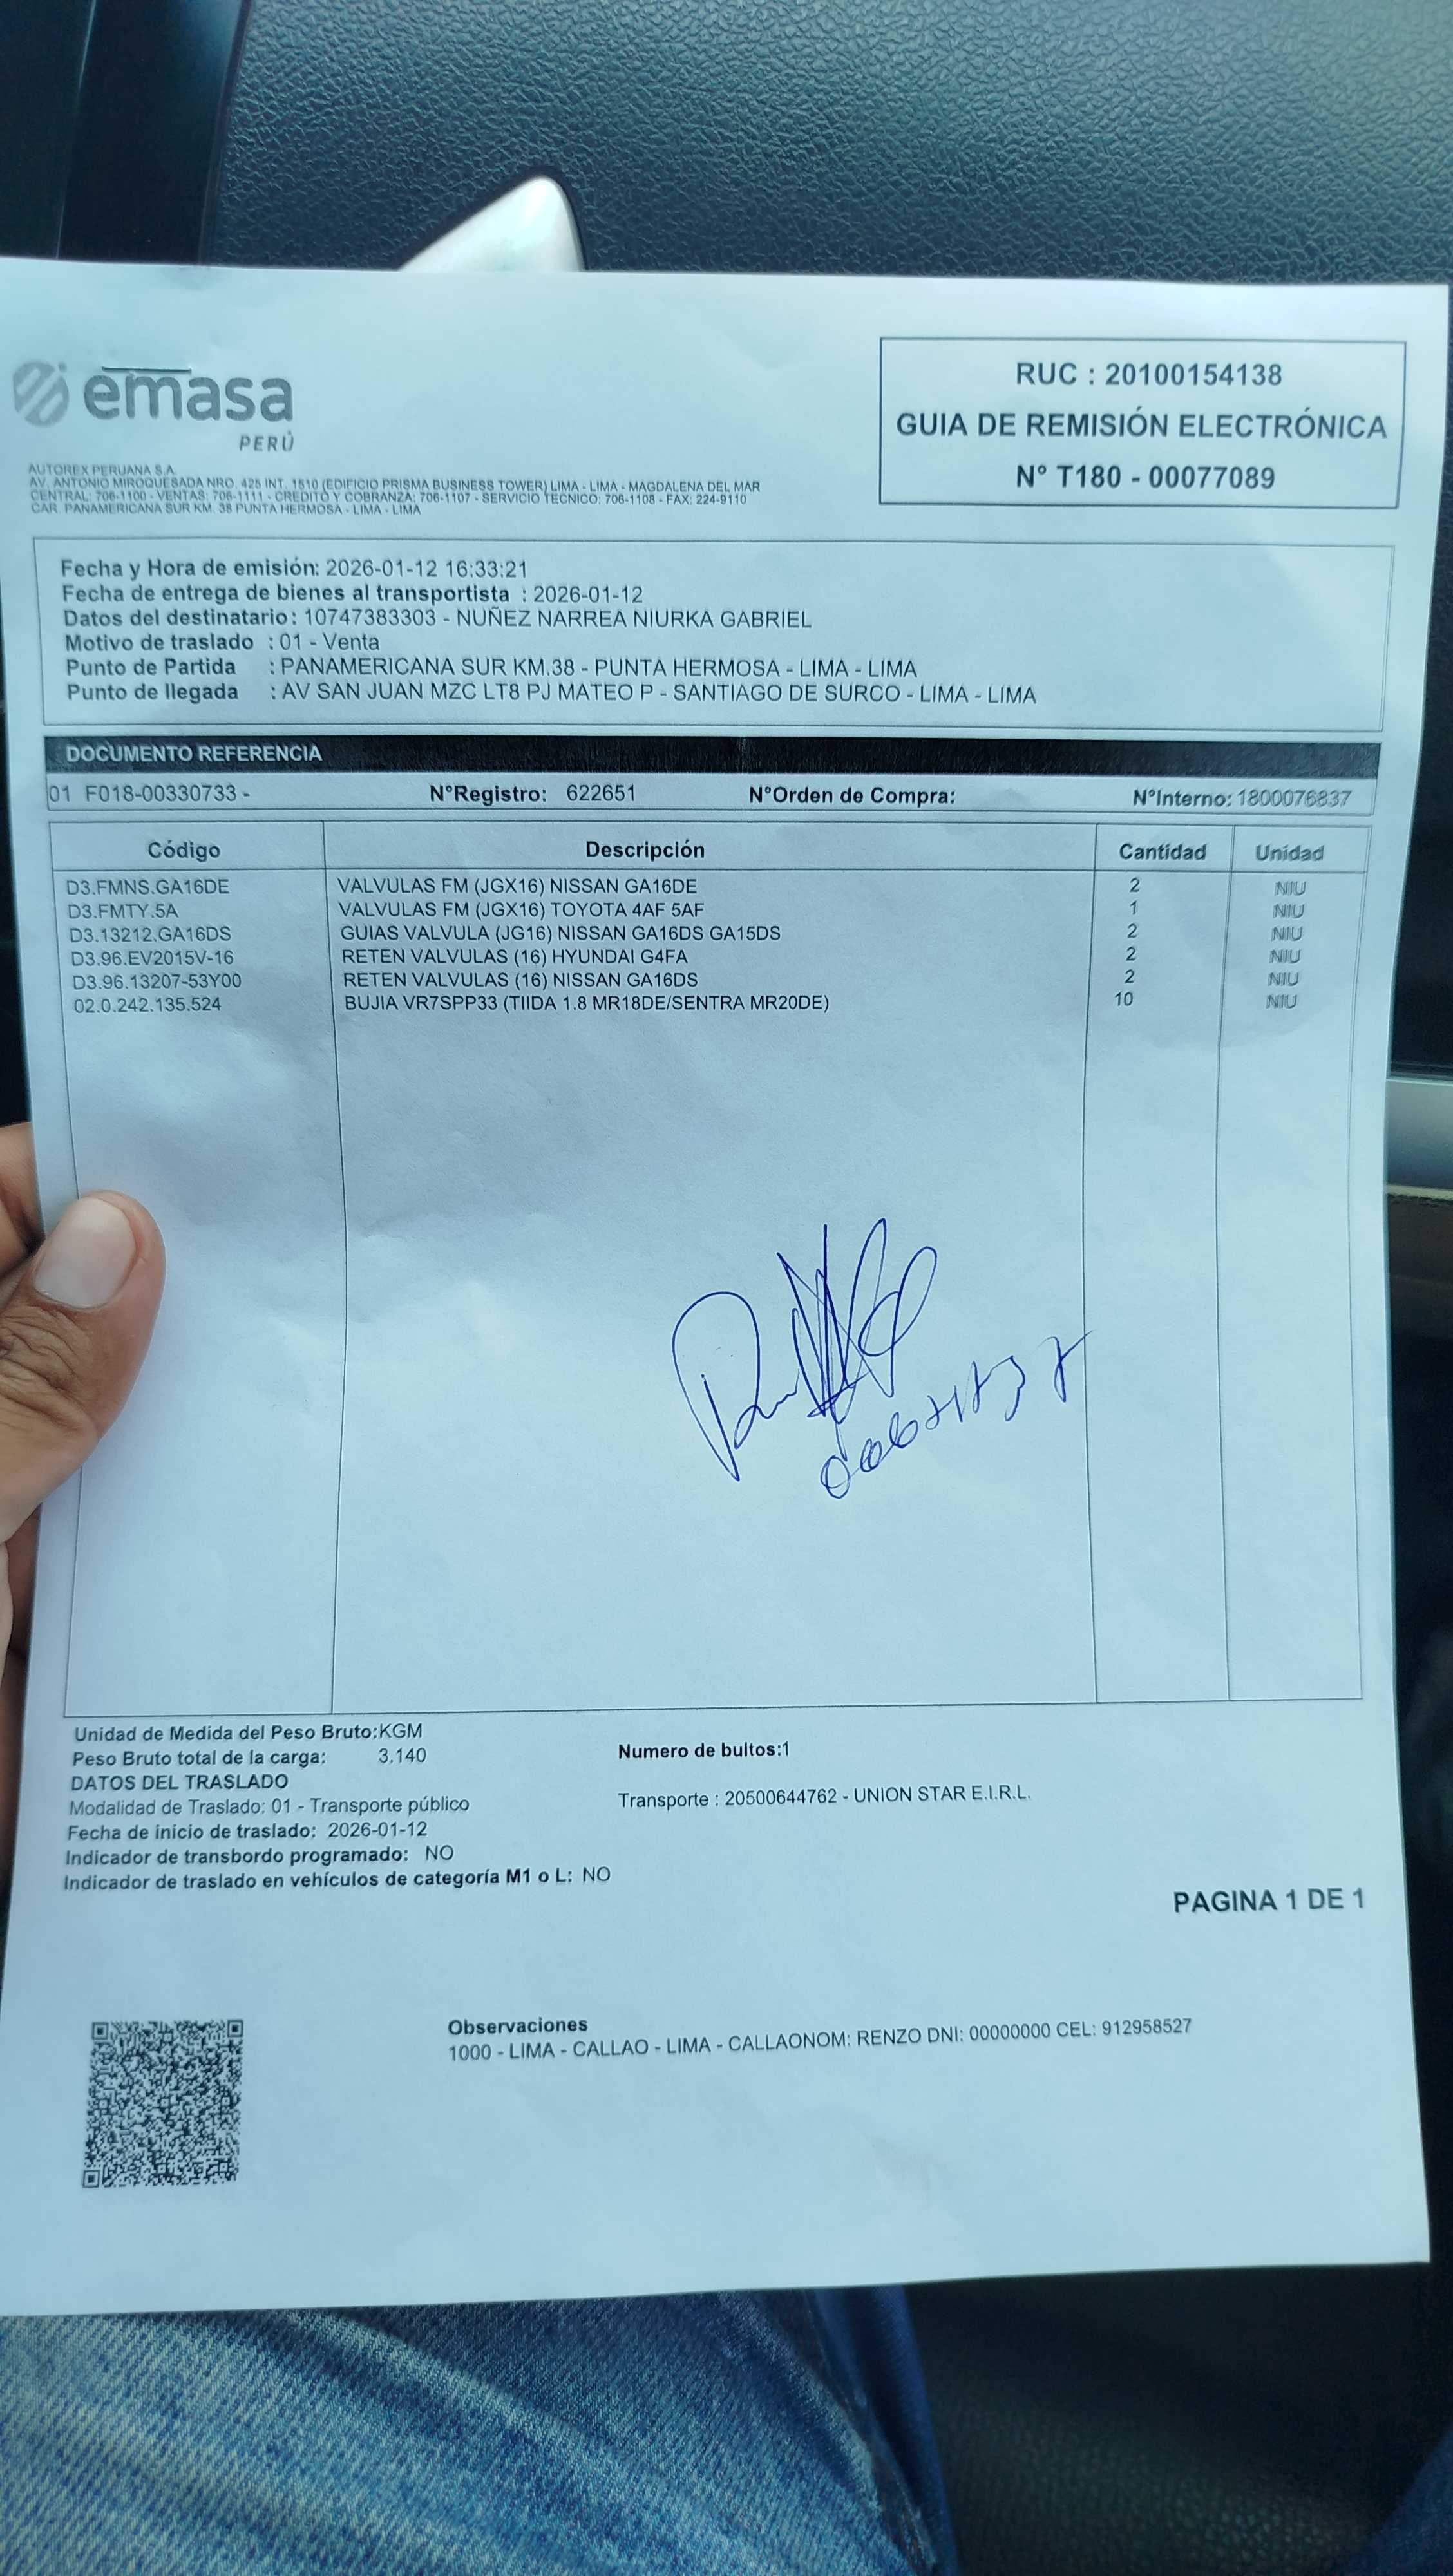 emasa
PERÚ
AUTOREX PERUANA S.A.
AV. ANTONIO MIROQUESADA NRO. 425 INT. 1510 (EDIFICIO PRISMA BUSINESS TOWER) LIMA - LIMA - MAGDALENA DEL MAR
CENTRAL: 706-1100 - VENTAS: 706-1111 - CREDITO Y COBRANZA: 706-1107 - SERVICIO TECNICO: 706-1108 - FAX: 224-9110
CAR. PANAMERICANA SUR KM. 38 PUNTA HERMOSA - LIMA - LIMA
RUC : 20100154138
GUIA DE REMISIÓN ELECTRÓNICA
N° T180 - 00077089
Fecha y Hora de emisión: 2026-01-12 16:33:21
Fecha de entrega de bienes al transportista : 2026-01-12
Datos del destinatario: 10747383303 - NUÑEZ NARREA NIURKA GABRIEL
Motivo de traslado : 01 - Venta
Punto de Partida : PANAMERICANA SUR KM.38 - PUNTA HERMOSA - LIMA - LIMA
Punto de llegada : AV SAN JUAN MZC LT8 PJ MATEO P - SANTIAGO DE SURCO - LIMA - LIMA
DOCUMENTO REFERENCIA
01 F018-00330733 - N°Registro: 622651 N°Orden de Compra: N°Interno: 1800076837
Código Descripción Cantidad Unidad
D3.FMNS.GA16DE VALVULAS FM (JGX16) NISSAN GA16DE 2 NIU
D3.FMTY.5A VALVULAS FM (JGX16) TOYOTA 4AF 5AF 1 NIU
D3.13212.GA16DS GUIAS VALVULA (JG16) NISSAN GA16DS GA15DS 2 NIU
D3.96.EV2015V-16 RETEN VALVULAS (16) HYUNDAI G4FA 2 NIU
D3.96.13207-53Y00 RETEN VALVULAS (16) NISSAN GA16DS 2 NIU
02.0.242.135.524 BUJIA VR7SPP33 (TIIDA 1.8 MR18DE/SENTRA MR20DE) 10 NIU
Unidad de Medida del Peso Bruto:KGM
Peso Bruto total de la carga: 3.140 Numero de bultos:1
DATOS DEL TRASLADO
Modalidad de Traslado: 01 - Transporte público Transporte : 20500644762 - UNION STAR E.I.R.L.
Fecha de inicio de traslado: 2026-01-12
Indicador de transbordo programado: NO
Indicador de traslado en vehículos de categoría M1 o L: NO
PAGINA 1 DE 1
Observaciones
1000 - LIMA - CALLAO - LIMA - CALLAONOM: RENZO DNI: 00000000 CEL: 912958527